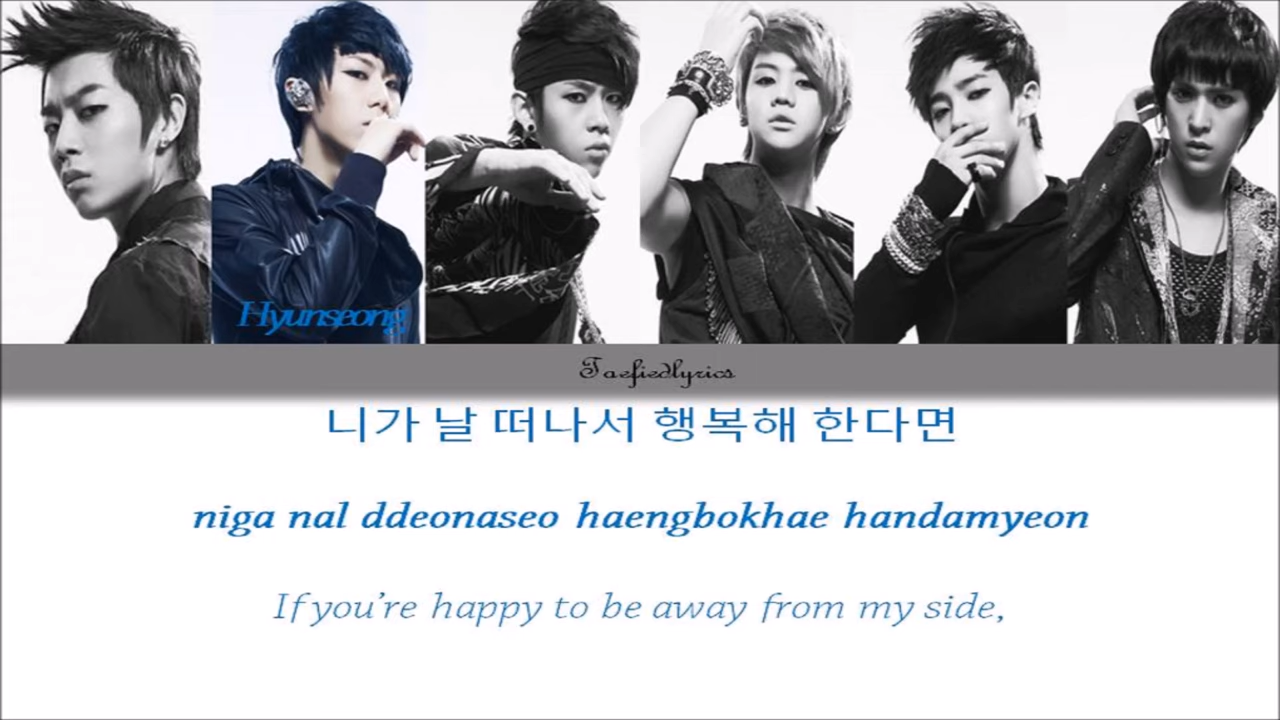 Hyunseong
Taefiedlyrics
니가 날 떠나서 행복해 한다면
niga nal ddeonaseo haengbokhae handamyeon
If you’re happy to be away from my side,